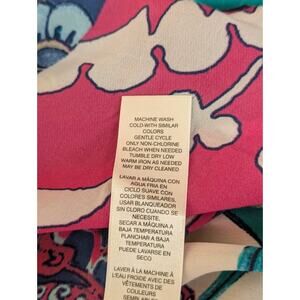 MACHINE WASH
COLD-WITH SIMILAR
COLORS
GENTLE CYCLE
ONLY NON-CHLORINE
BLEACH WHEN NEEDED
TUMBLE DRY LOW
WARM IRON AS NEEDED
MAY BE DRY CLEANED
LAVAR A MÁQUINA CON
AGUA FRIA EN
CICLO SUAVE CON
COLORES SIMILARES,
USAR BLANQUEADOR
SIN CLORO CUANDO SE
NECESITE.
SECAR A MÁQUINA A
BAJA TEMPERATURA
PLANCHAR A BAJA
TEMPERATURA
PUEDE LAVARSE EN
SECO
LAVER À LA MACHINE À
L'EAU FROIDE AVEC DES
VÊTEMENTS DE
COULEURS